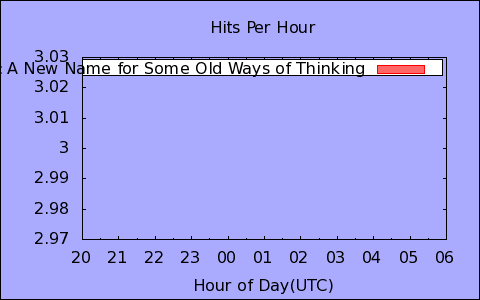 Hits Per Hour
3.03
: A New Name for Some Old Ways of Thinking
3.02
3.01
3
2.99
2.98
2.97
20 21 22 23 00 01 02 03 04 05 06
Hour of Day(UTC)